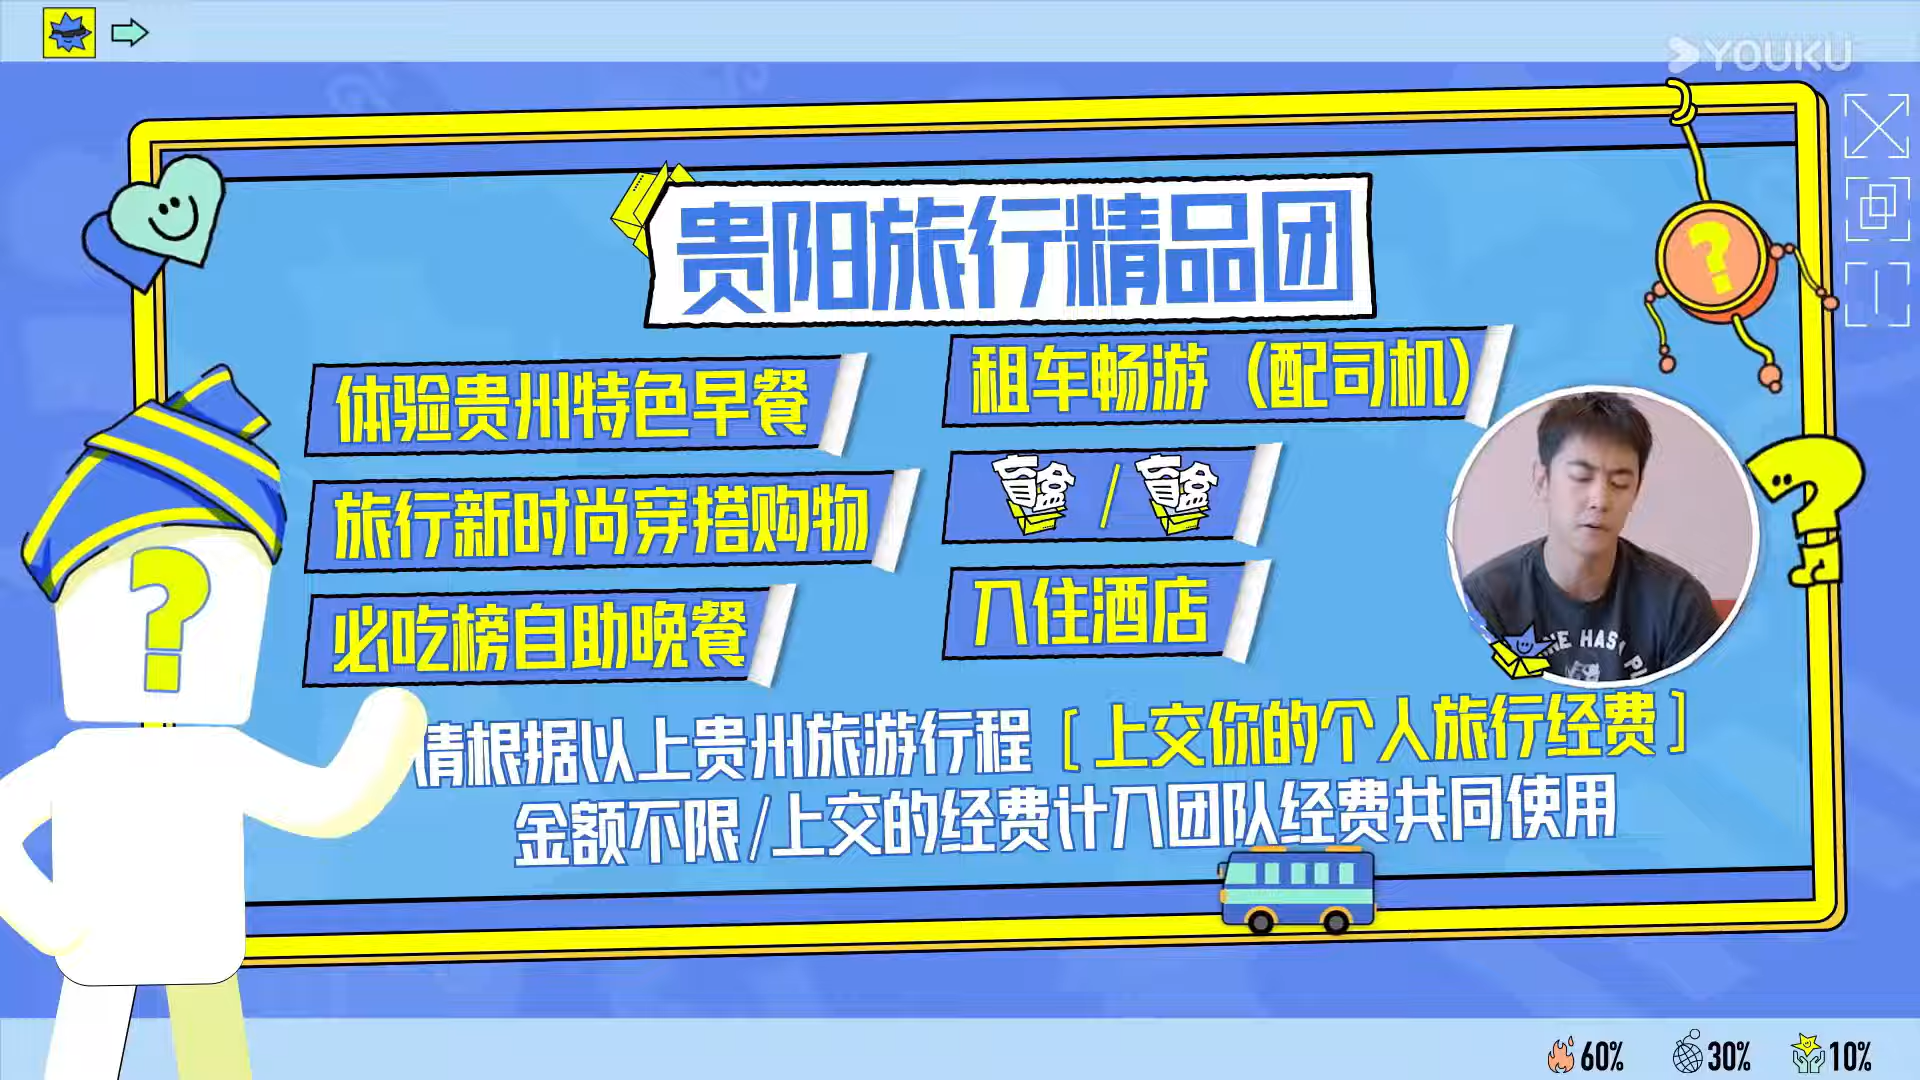 YOUKU
贵阳旅行精品团
体验贵州特色早餐
旅行新时尚穿搭购物
必吃榜自助晚餐
租车畅游（配司机）
盲盒/盲盒
入住酒店
请根据以上贵州旅游行程［上交你的个人旅行经费］
金额不限/上交的经费计入团队经费共同使用
60% 30% 10%